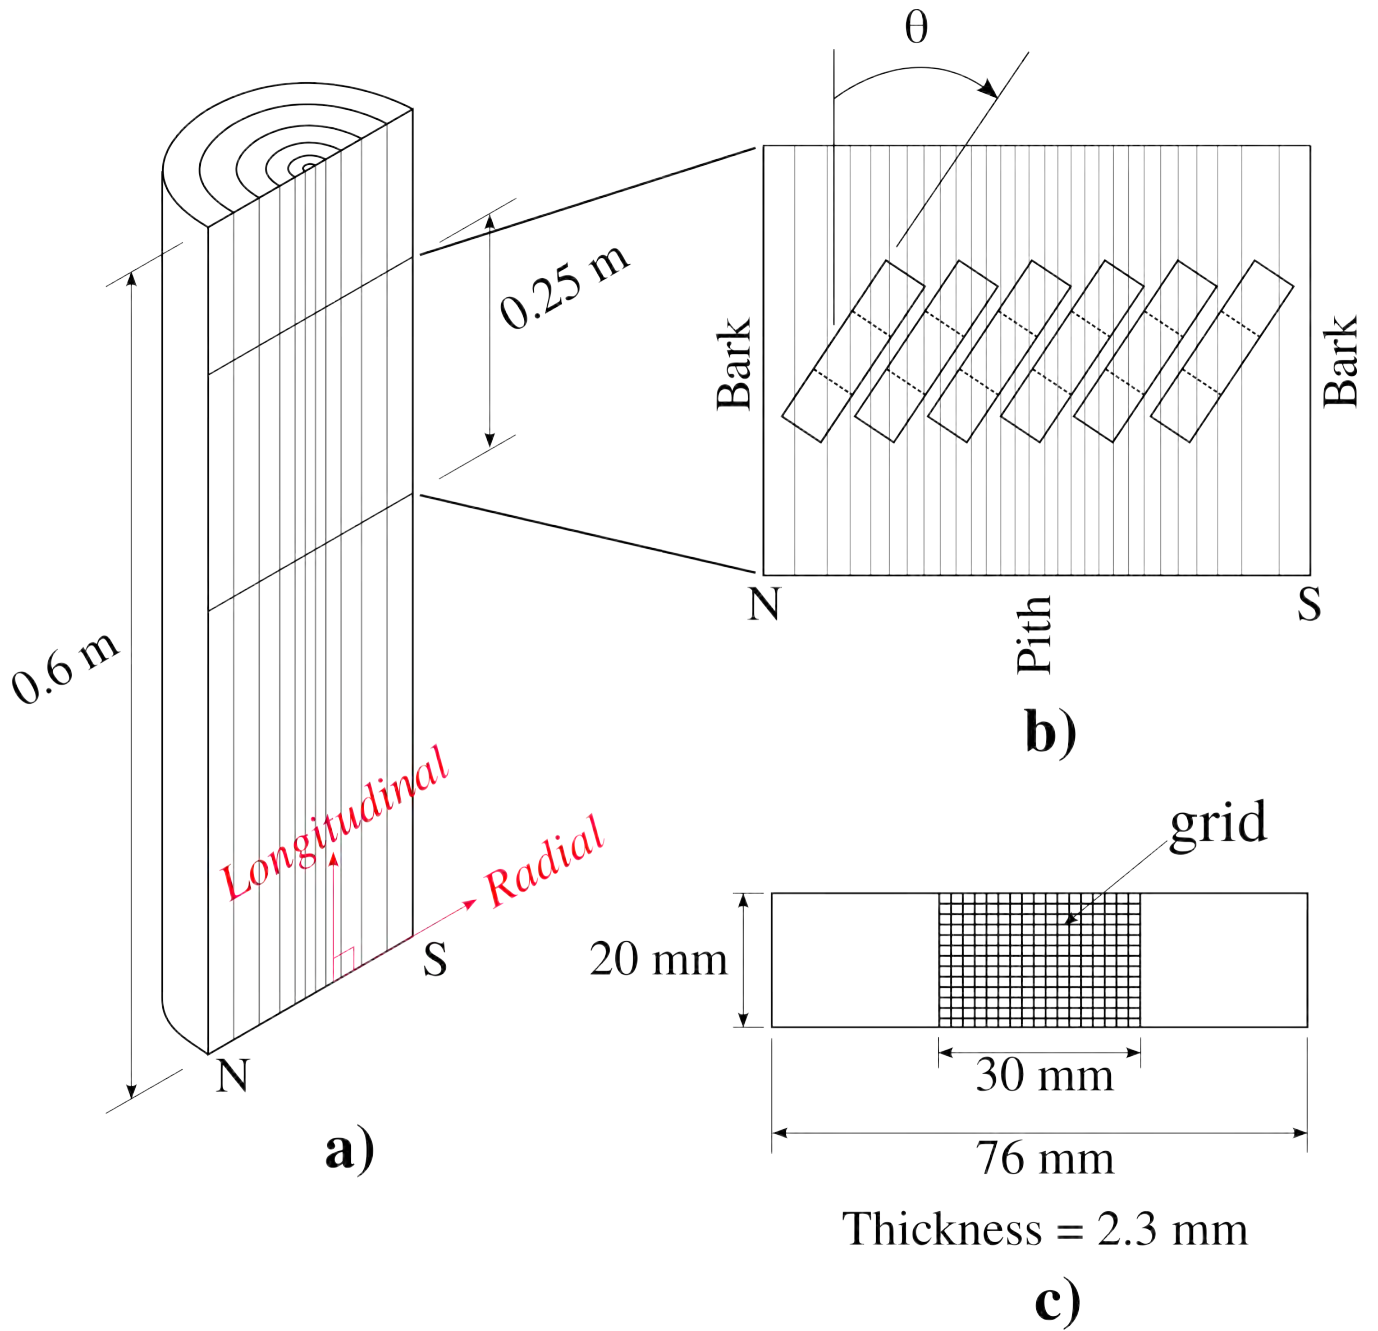 θ
0.25 m
Bark
Bark
0.6 m
N
S
Pith
b)
Longitudinal
Radial
S
N
a)
grid
20 mm
30 mm
76 mm
Thickness = 2.3 mm
c)